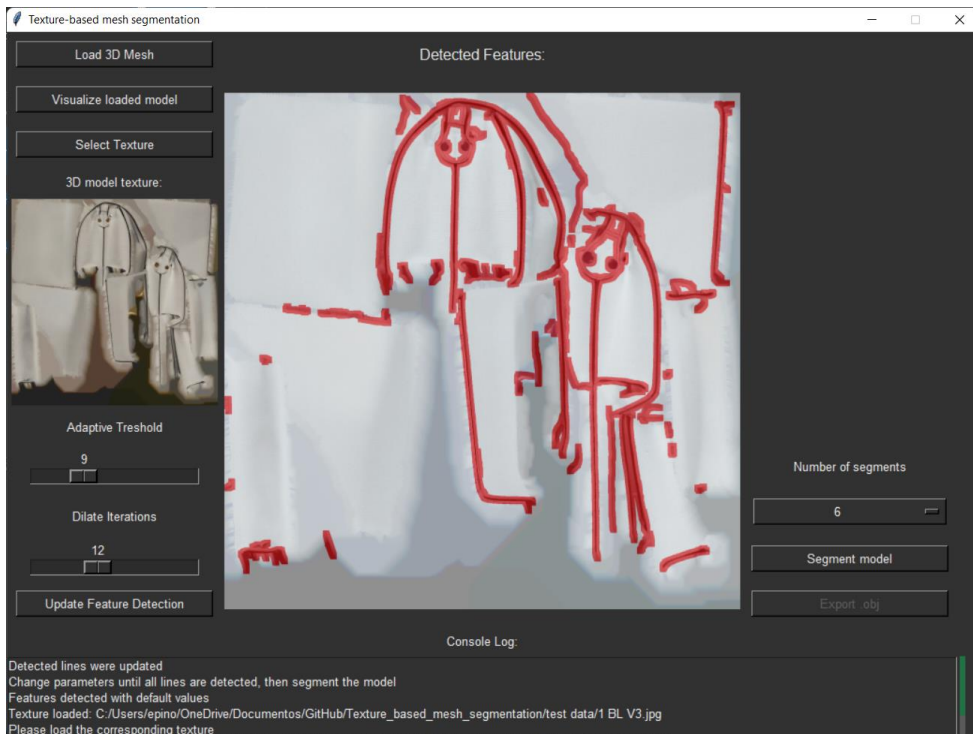 Texture-based mesh segmentation
Load 3D Mesh
Detected Features:
Visualize loaded model
Select Texture
3D model texture:
Adaptive Treshold
9
Number of segments
6
Dilate Iterations
12
Segment model
Update Feature Detection
Export .obj
Console Log:
Detected lines were updated
Change parameters until all lines are detected, then segment the model
Features detected with default values
Texture loaded: C:/Users/epino/OneDrive/Documentos/GitHub/Texture_based_mesh_segmentation/test data/1 BL V3.jpg
Please load the corresponding texture